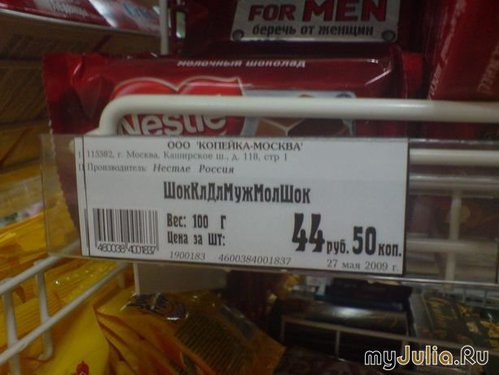 FOR MEN
беречь от женщин
МОЛОЧНЫЙ ШОКОЛАД
Nestle
ООО "КОПЕЙКА-МОСКВА"
115582, г. Москва, Каширское ш., д. 118, стр 1
Производитель: Нестле Россия
ШокКлДлМужМолШок
Вес: 100 Г
Цена за ШТ:
44 руб. 50 коп.
4600384001837
1900183 4600384001837
27 мая 2009 г.
myJulia.Ru